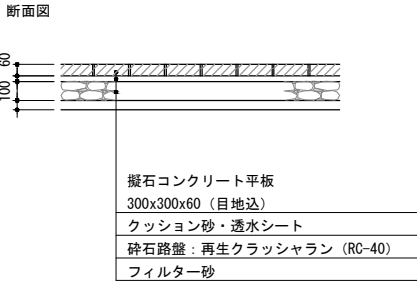 断面図
60
100
擬石コンクリート平板
300x300x60（目地込）
クッション砂・透水シート
砕石路盤：再生クラッシャラン（RC-40）
フィルター砂